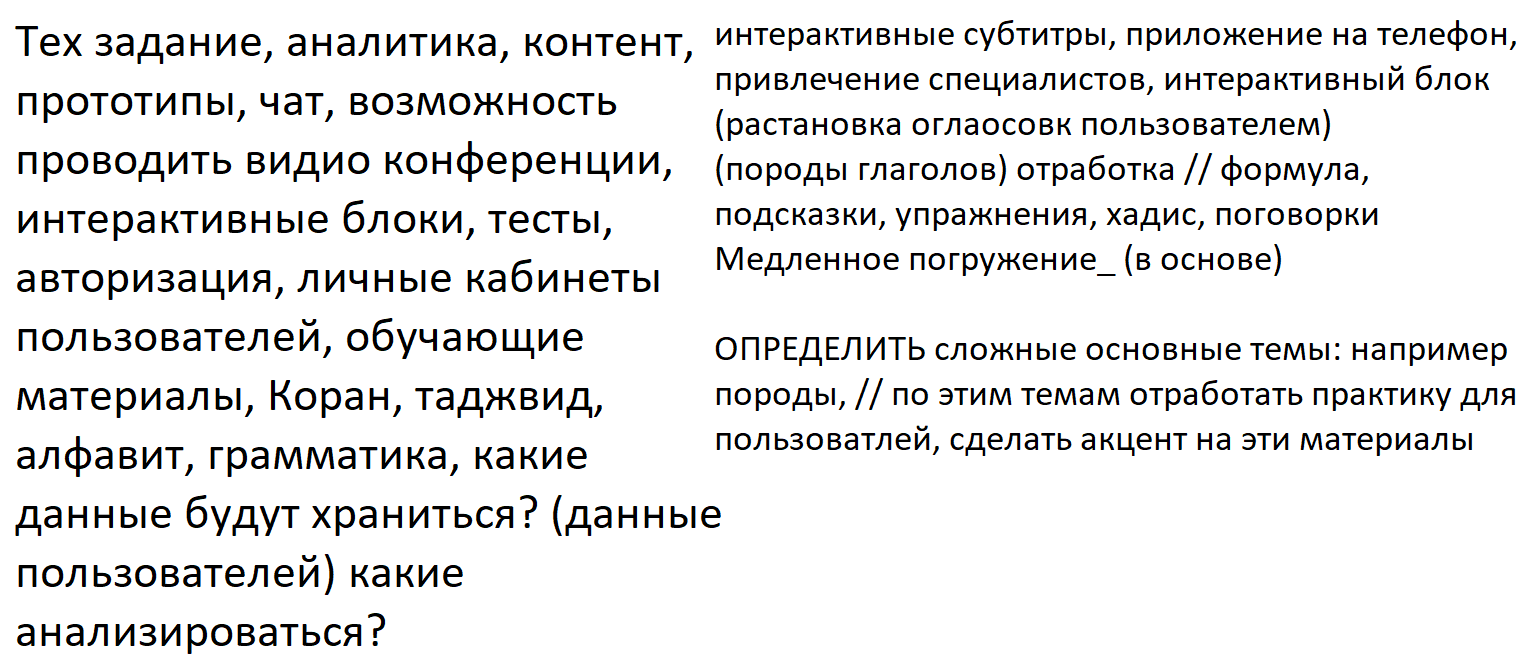 Тех задание, аналитика, контент,
прототипы, чат, возможность
проводить видио конференции,
интерактивные блоки, тесты,
авторизация, личные кабинеты
пользователей, обучающие
материалы, Коран, таджвид,
алфавит, грамматика, какие
данные будут храниться? (данные
пользователей) какие
анализироваться?
интерактивные субтитры, приложение на телефон,
привлечение специалистов, интерактивный блок
(растановка оглаосовк пользователем)
(породы глаголов) отработка // формула,
подсказки, упражнения, хадис, поговорки
Медленное погружение_ (в основе)
ОПРЕДЕЛИТЬ сложные основные темы: например
породы, // по этим темам отработать практику для
пользоватлей, сделать акцент на эти материалы